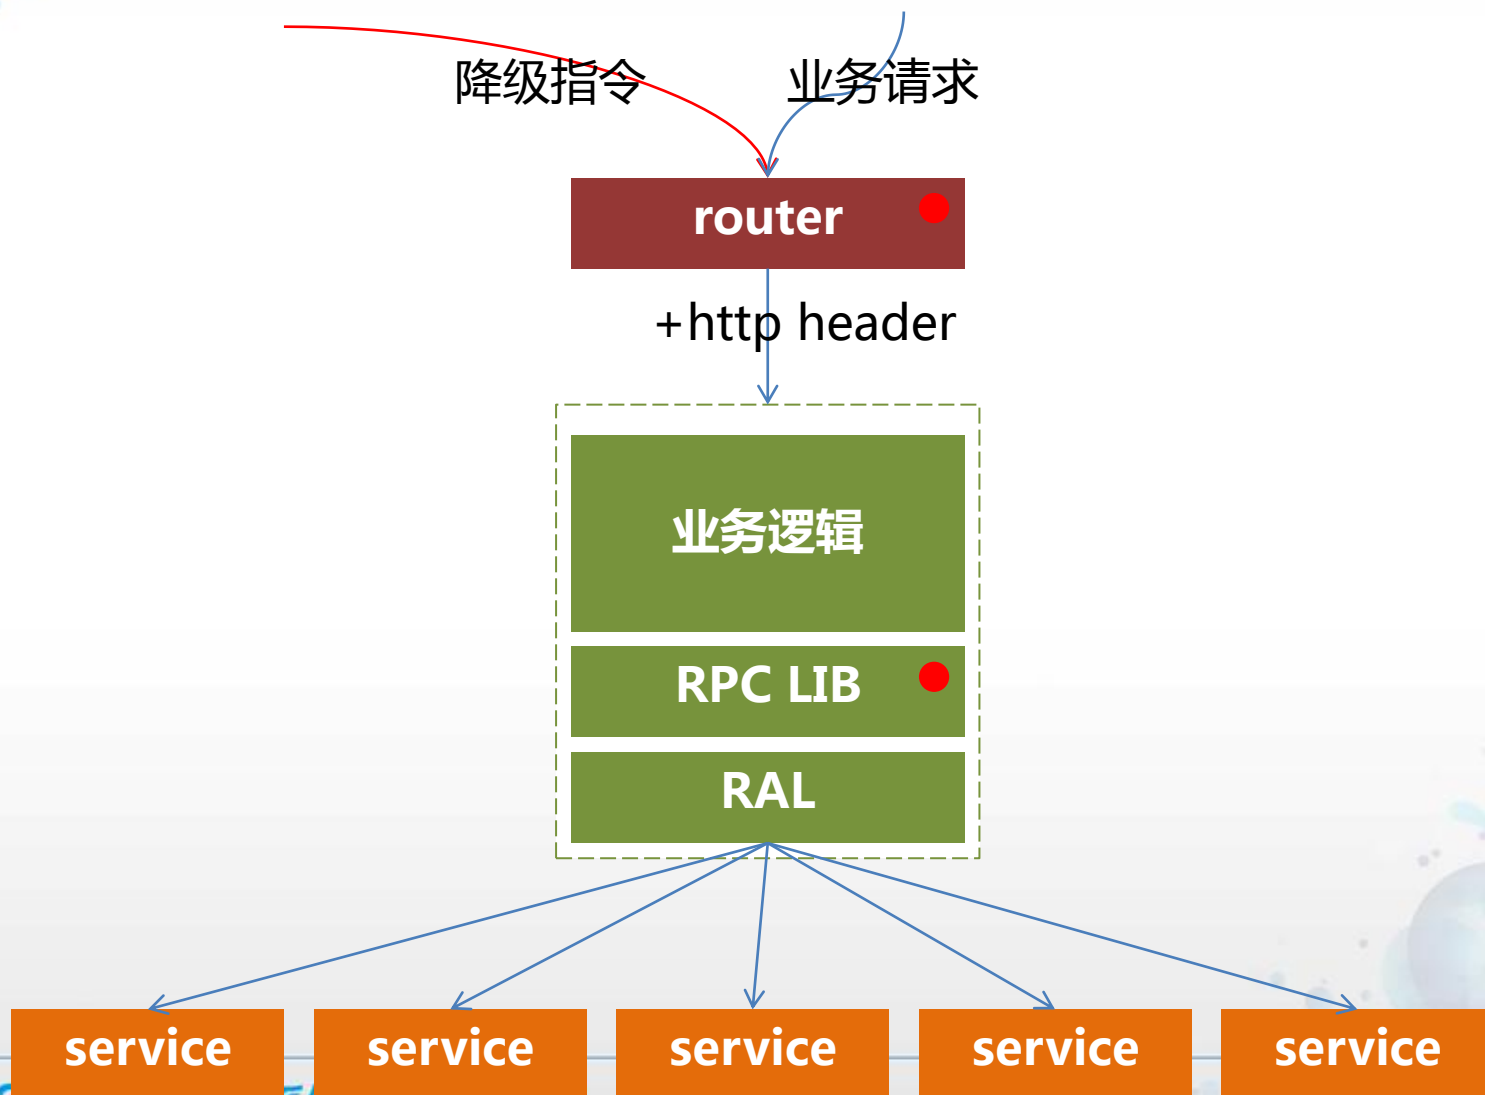 降级指令
业务请求
router
+http header
业务逻辑
RPC LIB
RAL
service
service
service
service
service